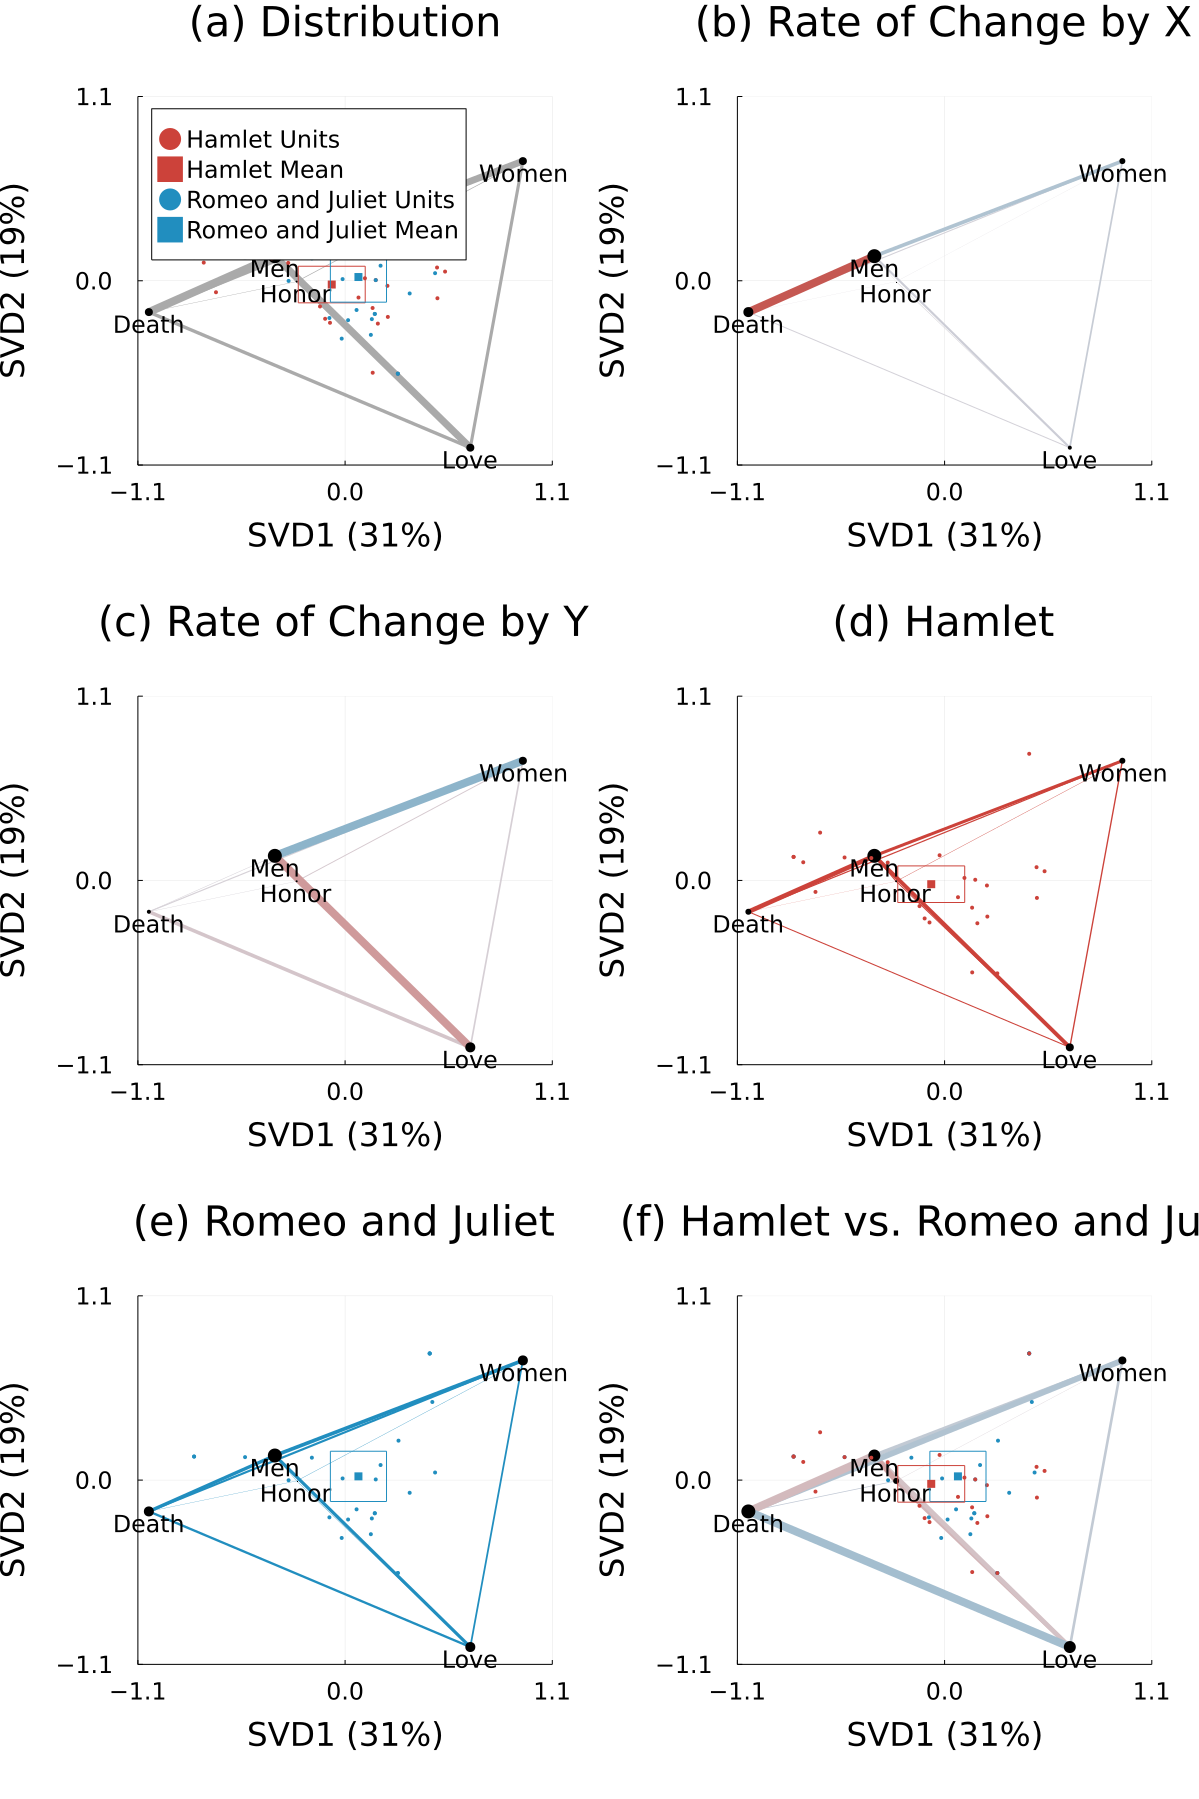 (a) Distribution
1.1
0.0
−1.1
−1.1
0.0
1.1
SVD2 (19%)
SVD1 (31%)
Hamlet Units
Hamlet Mean
Romeo and Juliet Units
Romeo and Juliet Mean
Women
Men
Honor
Death
Love
(b) Rate of Change by X
1.1
0.0
−1.1
−1.1
0.0
1.1
SVD2 (19%)
SVD1 (31%)
Women
Men
Honor
Death
Love
(c) Rate of Change by Y
1.1
0.0
−1.1
−1.1
0.0
1.1
SVD2 (19%)
SVD1 (31%)
Women
Men
Honor
Death
Love
(d) Hamlet
1.1
0.0
−1.1
−1.1
0.0
1.1
SVD2 (19%)
SVD1 (31%)
Women
Men
Honor
Death
Love
(e) Romeo and Juliet
1.1
0.0
−1.1
−1.1
0.0
1.1
SVD2 (19%)
SVD1 (31%)
Women
Men
Honor
Death
Love
(f) Hamlet vs. Romeo and Ju
1.1
0.0
−1.1
−1.1
0.0
1.1
SVD2 (19%)
SVD1 (31%)
Women
Men
Honor
Death
Love